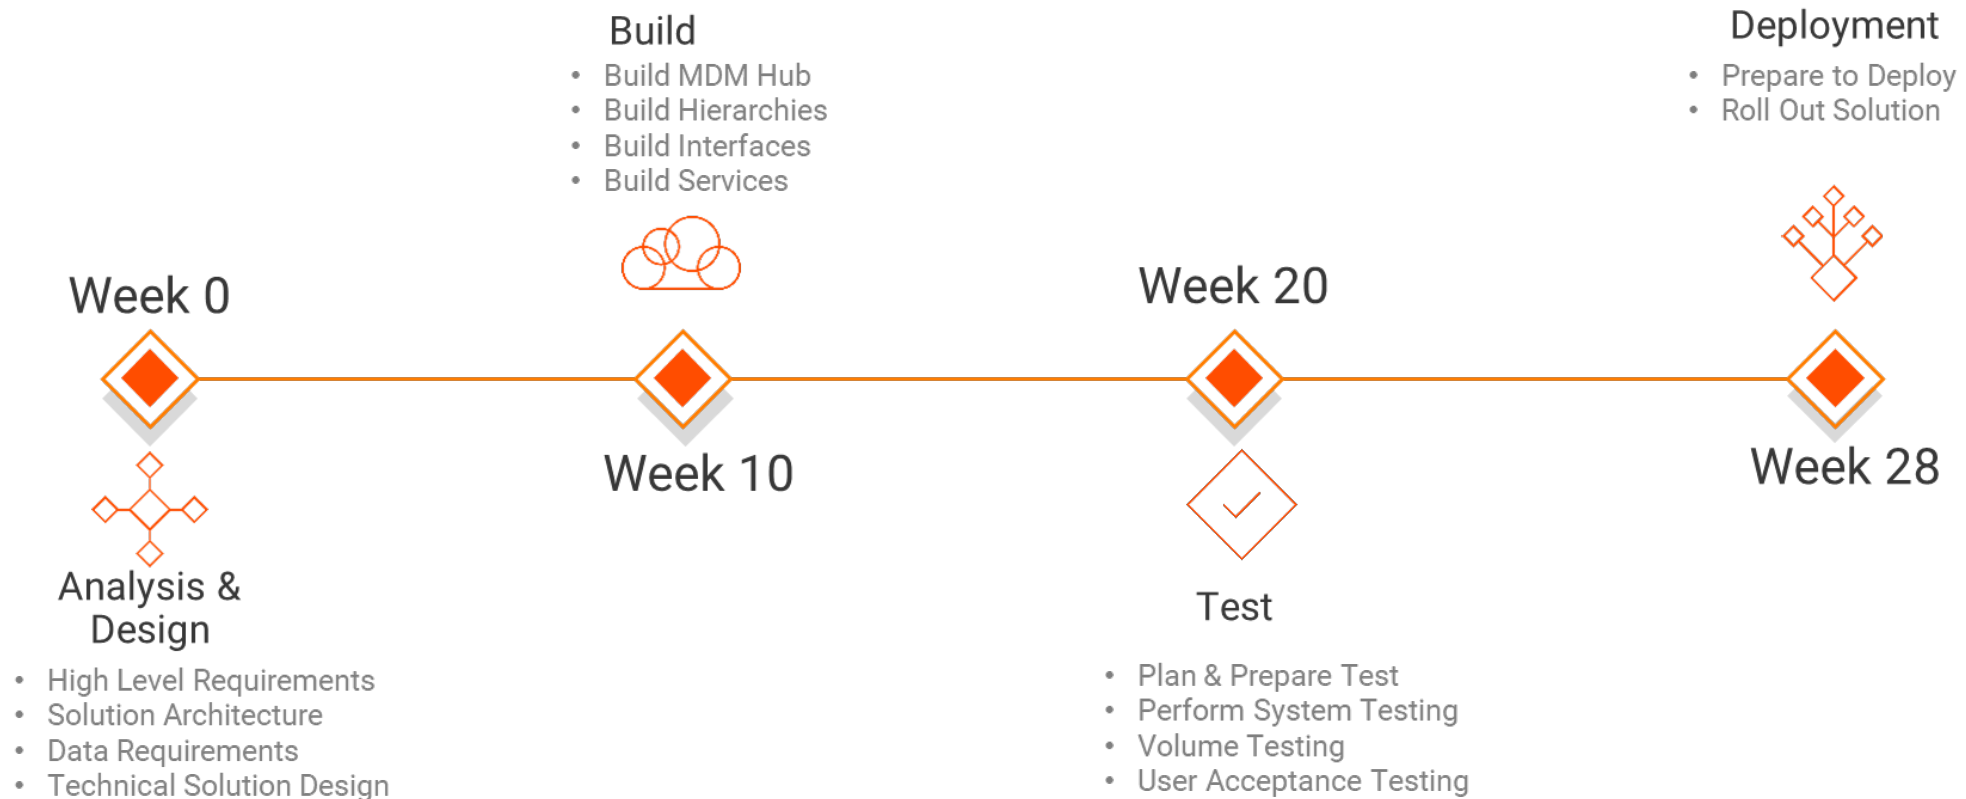 Week 0
Analysis &
Design
• High Level Requirements
• Solution Architecture
• Data Requirements
• Technical Solution Design
Build
• Build MDM Hub
• Build Hierarchies
• Build Interfaces
• Build Services
Week 10
Week 20
Test
• Plan & Prepare Test
• Perform System Testing
• Volume Testing
• User Acceptance Testing
Deployment
• Prepare to Deploy
• Roll Out Solution
Week 28